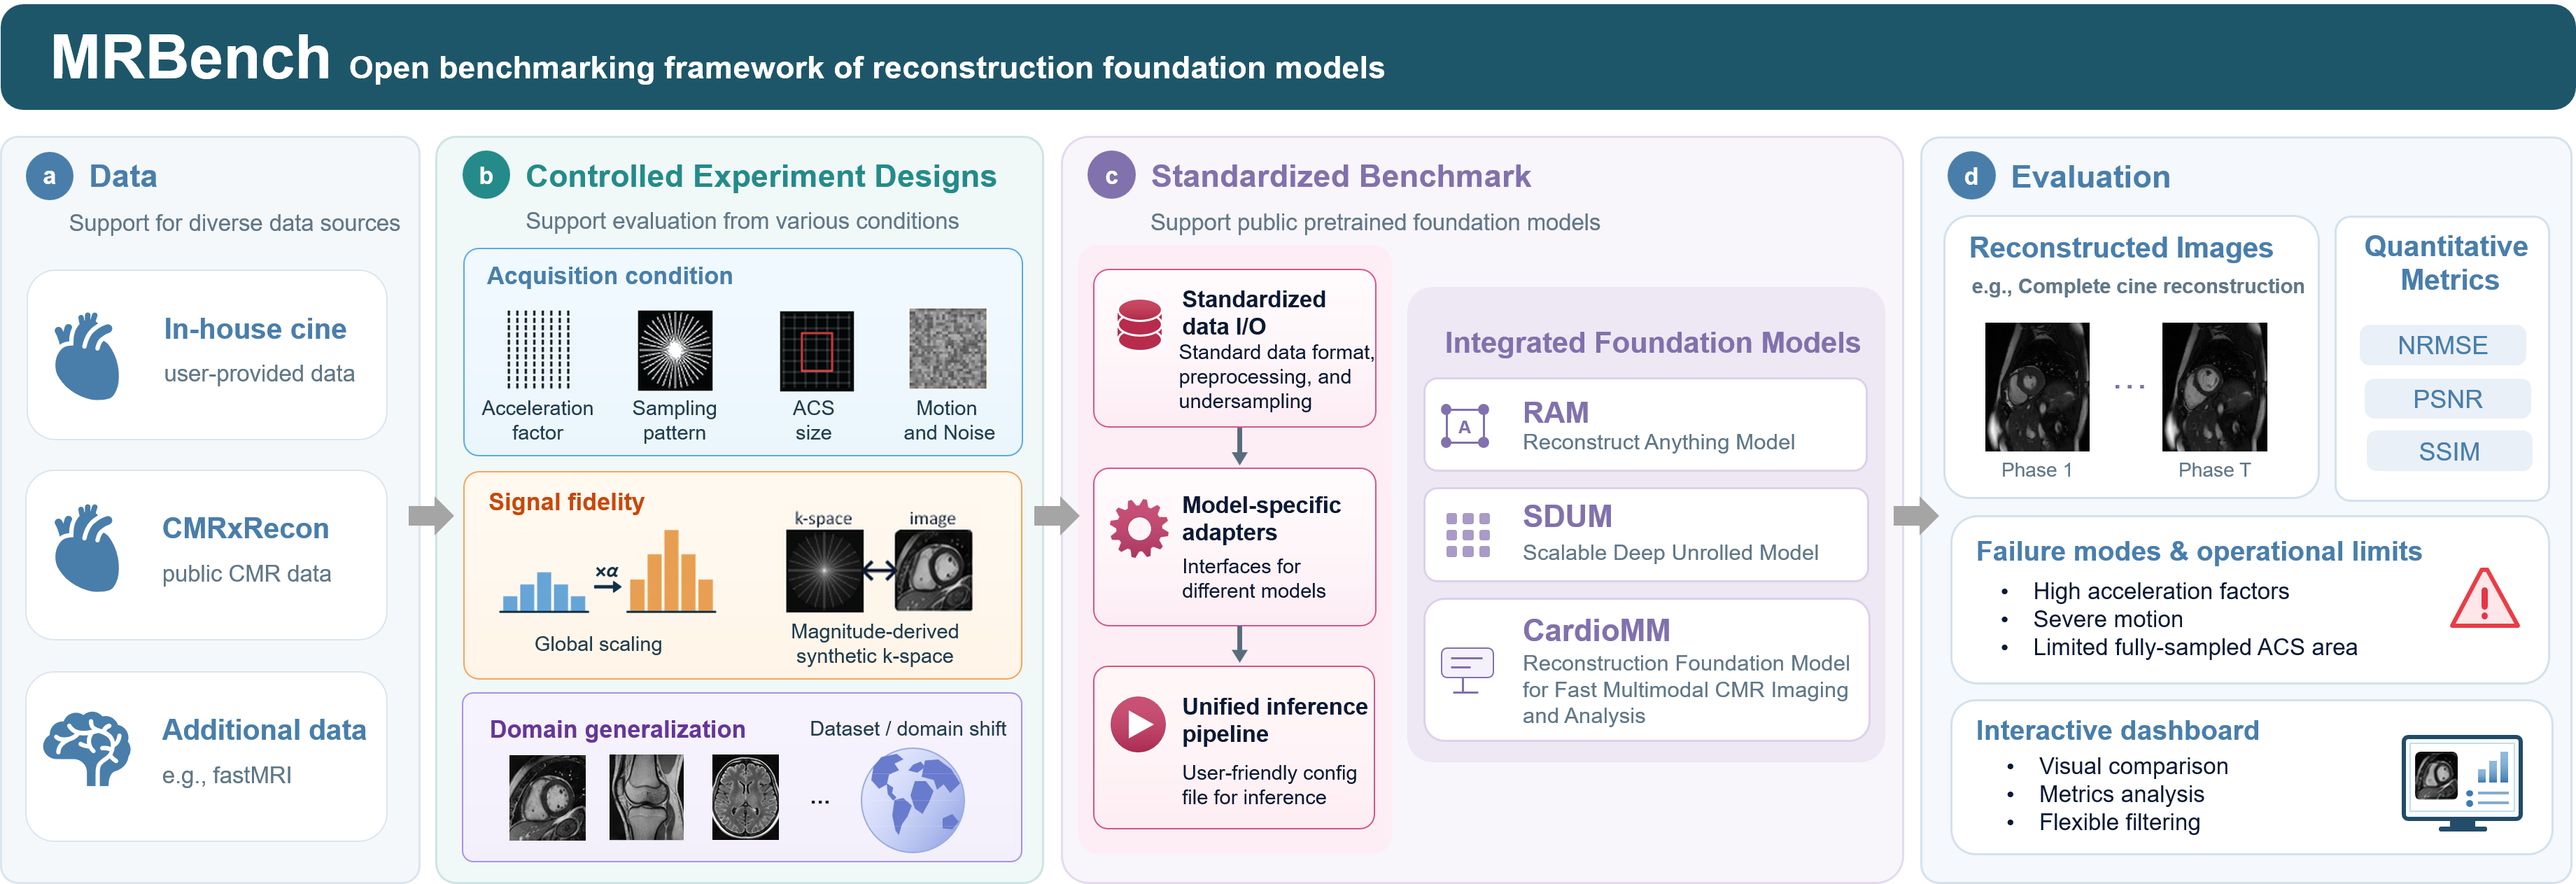 MRBench Open benchmarking framework of reconstruction foundation models
a Data
Support for diverse data sources
In-house cine
user-provided data
CMRxRecon
public CMR data
Additional data
e.g., fastMRI
b Controlled Experiment Designs
Support evaluation from various conditions
Acquisition condition
Acceleration
factor
Sampling
pattern
ACS
size
Motion
and Noise
Signal fidelity
×α
Global scaling
k-space
image
Magnitude-derived
synthetic k-space
Domain generalization
Dataset / domain shift
...
c Standardized Benchmark
Support public pretrained foundation models
Standardized
data I/O
Standard data format,
preprocessing, and
undersampling
Model-specific
adapters
Interfaces for
different models
Unified inference
pipeline
User-friendly config
file for inference
Integrated Foundation Models
A
RAM
Reconstruct Anything Model
SDUM
Scalable Deep Unrolled Model
CardioMM
Reconstruction Foundation Model
for Fast Multimodal CMR Imaging
and Analysis
d Evaluation
Reconstructed Images
e.g., Complete cine reconstruction
...
Phase 1
Phase T
Quantitative
Metrics
NRMSE
PSNR
SSIM
Failure modes & operational limits
• High acceleration factors
• Severe motion
• Limited fully-sampled ACS area
Interactive dashboard
• Visual comparison
• Metrics analysis
• Flexible filtering